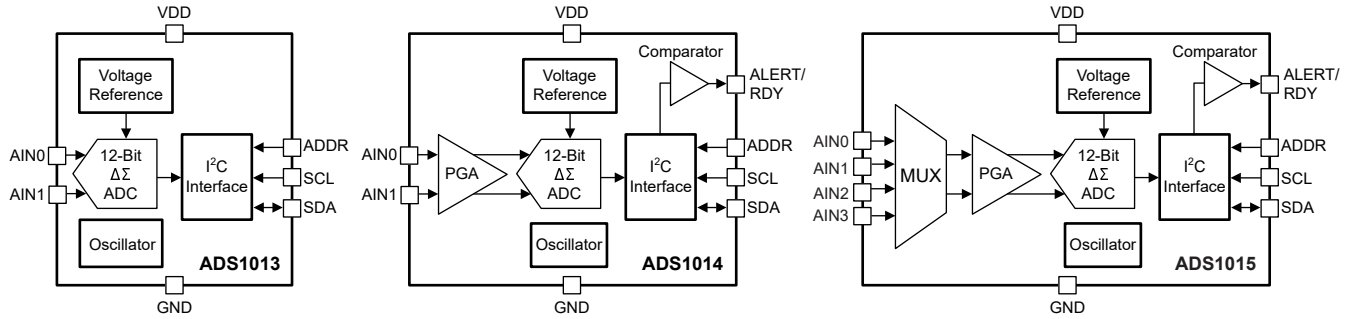 VDD
Voltage
Reference
AIN0
AIN1
12-Bit
ΔΣ
ADC
I²C
Interface
ADDR
SCL
SDA
Oscillator
ADS1013
GND
VDD
Comparator
ALERT/
RDY
Voltage
Reference
AIN0
AIN1
PGA
12-Bit
ΔΣ
ADC
I²C
Interface
ADDR
SCL
SDA
Oscillator
ADS1014
GND
VDD
Comparator
ALERT/
RDY
Voltage
Reference
AIN0
AIN1
AIN2
AIN3
MUX
PGA
12-Bit
ΔΣ
ADC
I²C
Interface
ADDR
SCL
SDA
Oscillator
ADS1015
GND